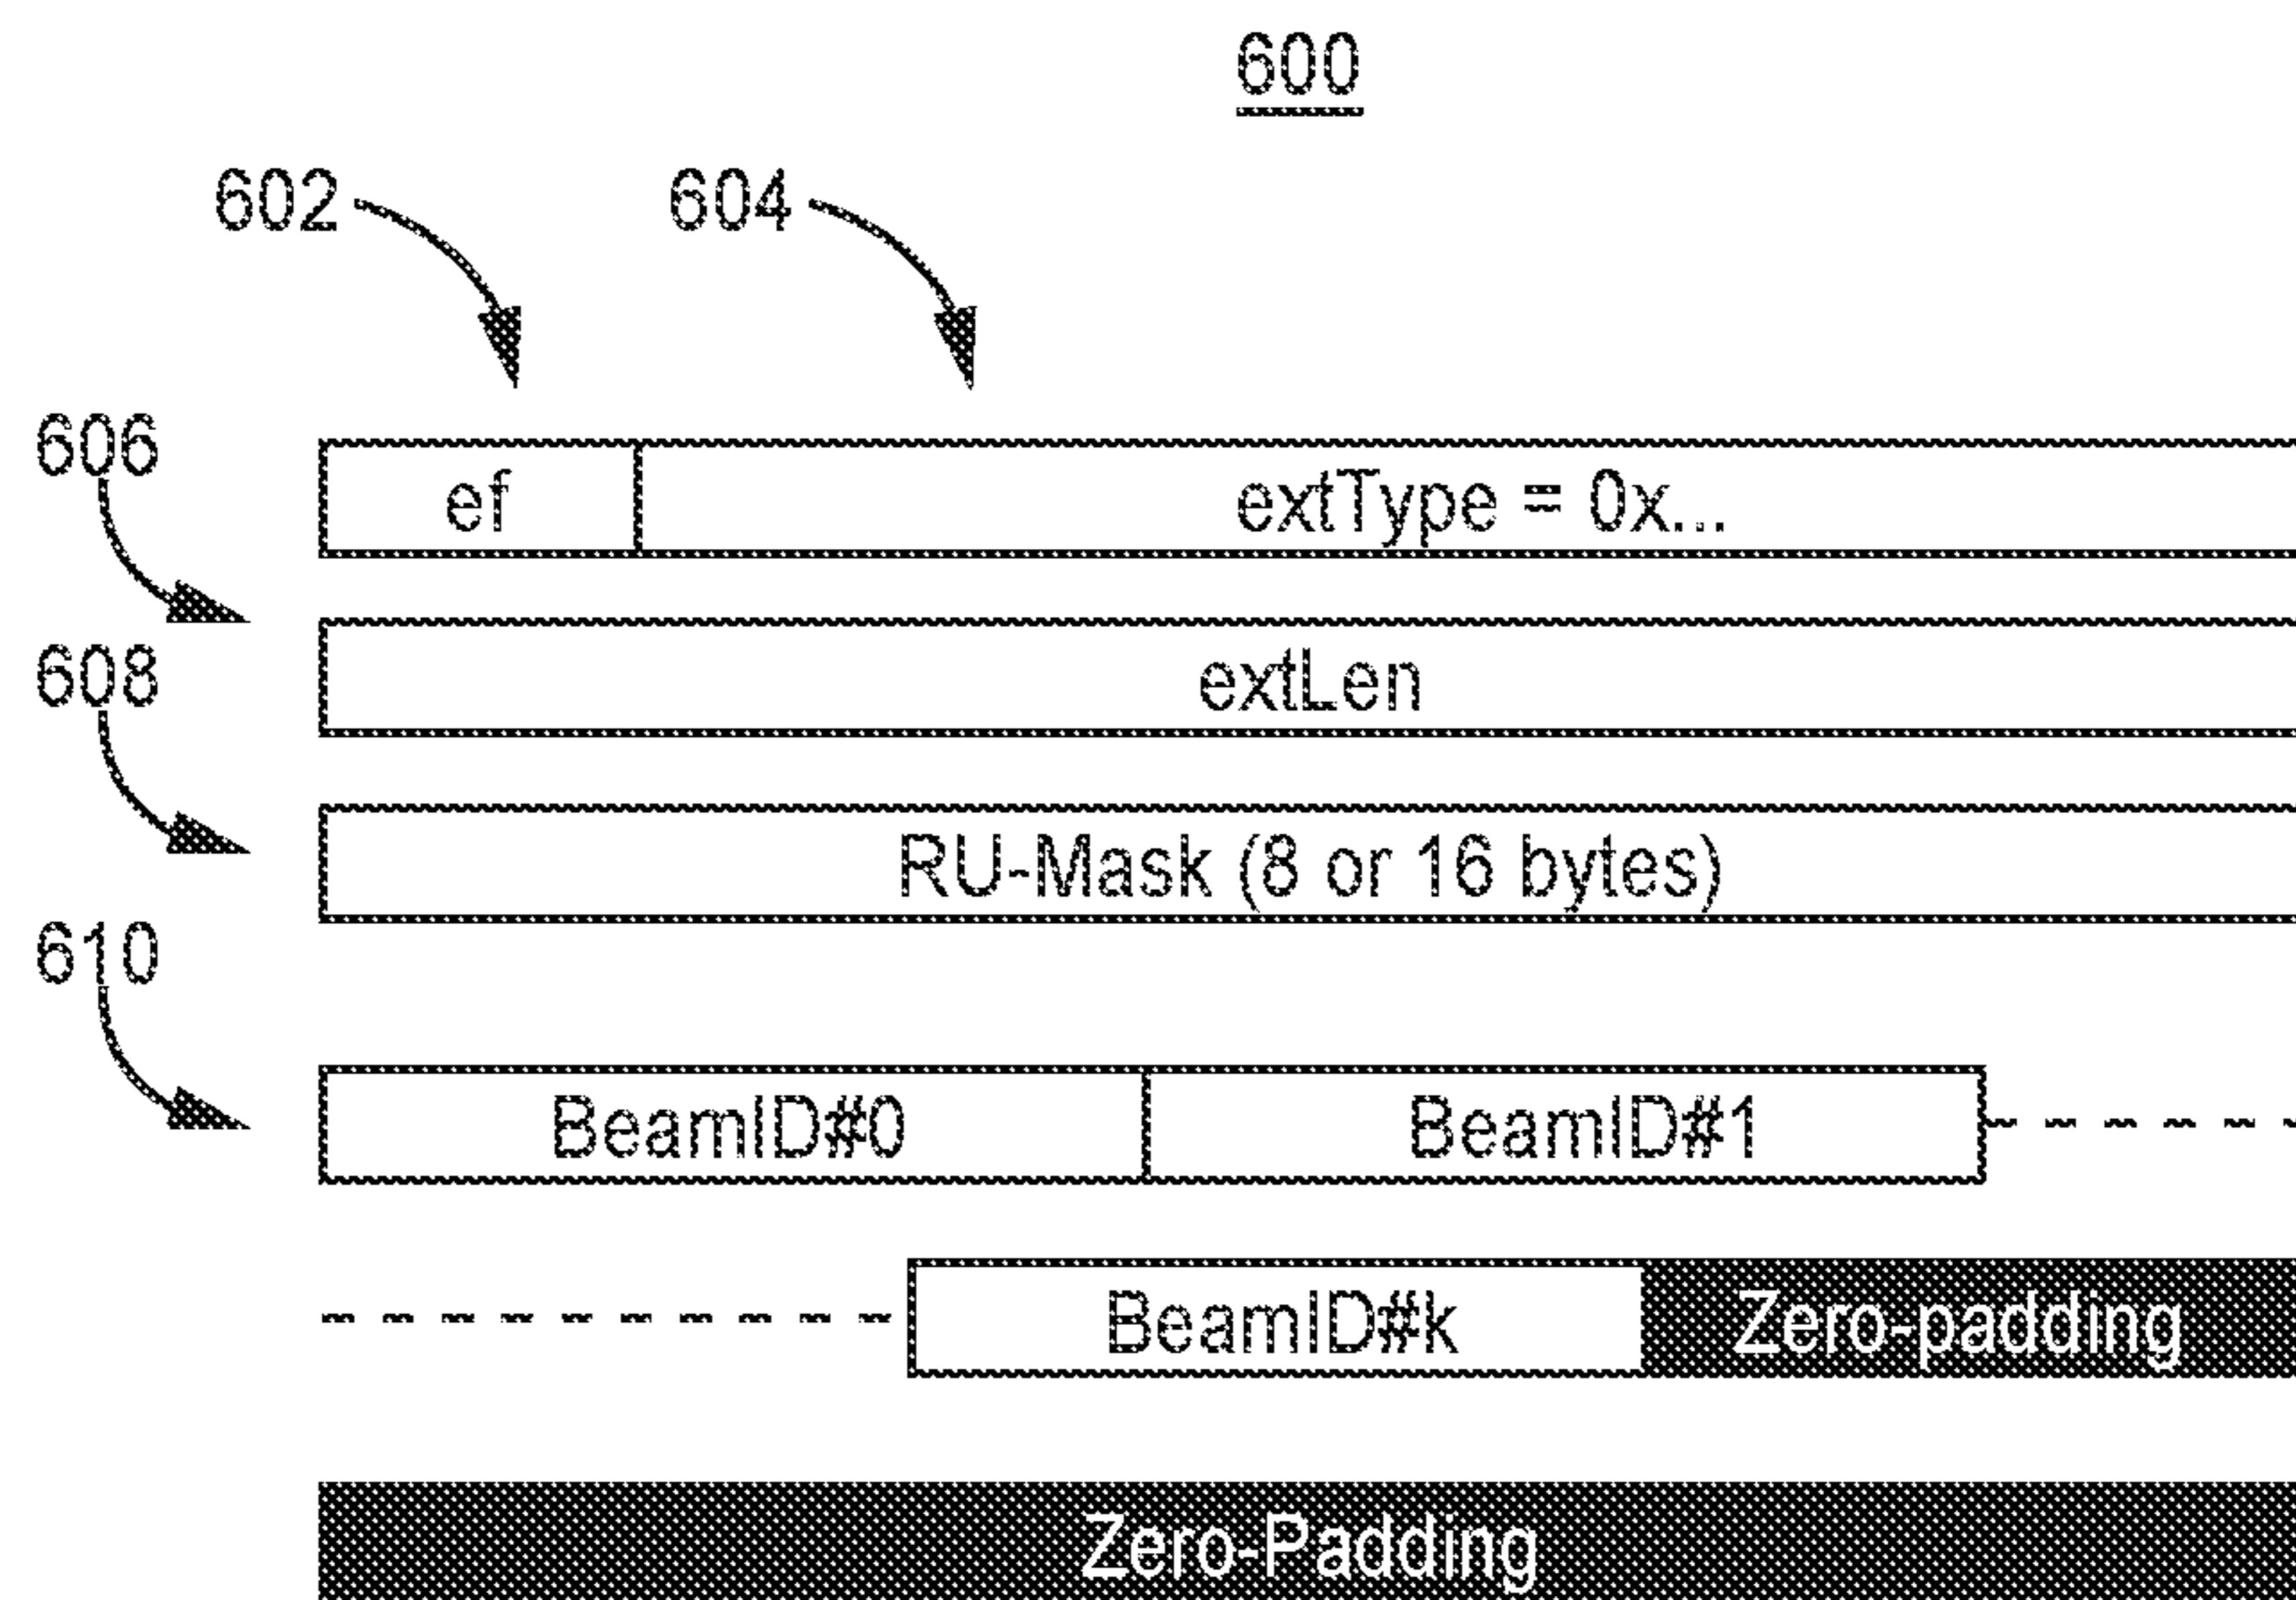 600
602 604
606
ef extType = 0x...
extLen
608
RU-Mask (8 or 16 bytes)
610
BeamID#0 BeamID#1
BeamID#k Zero-padding
Zero-Padding